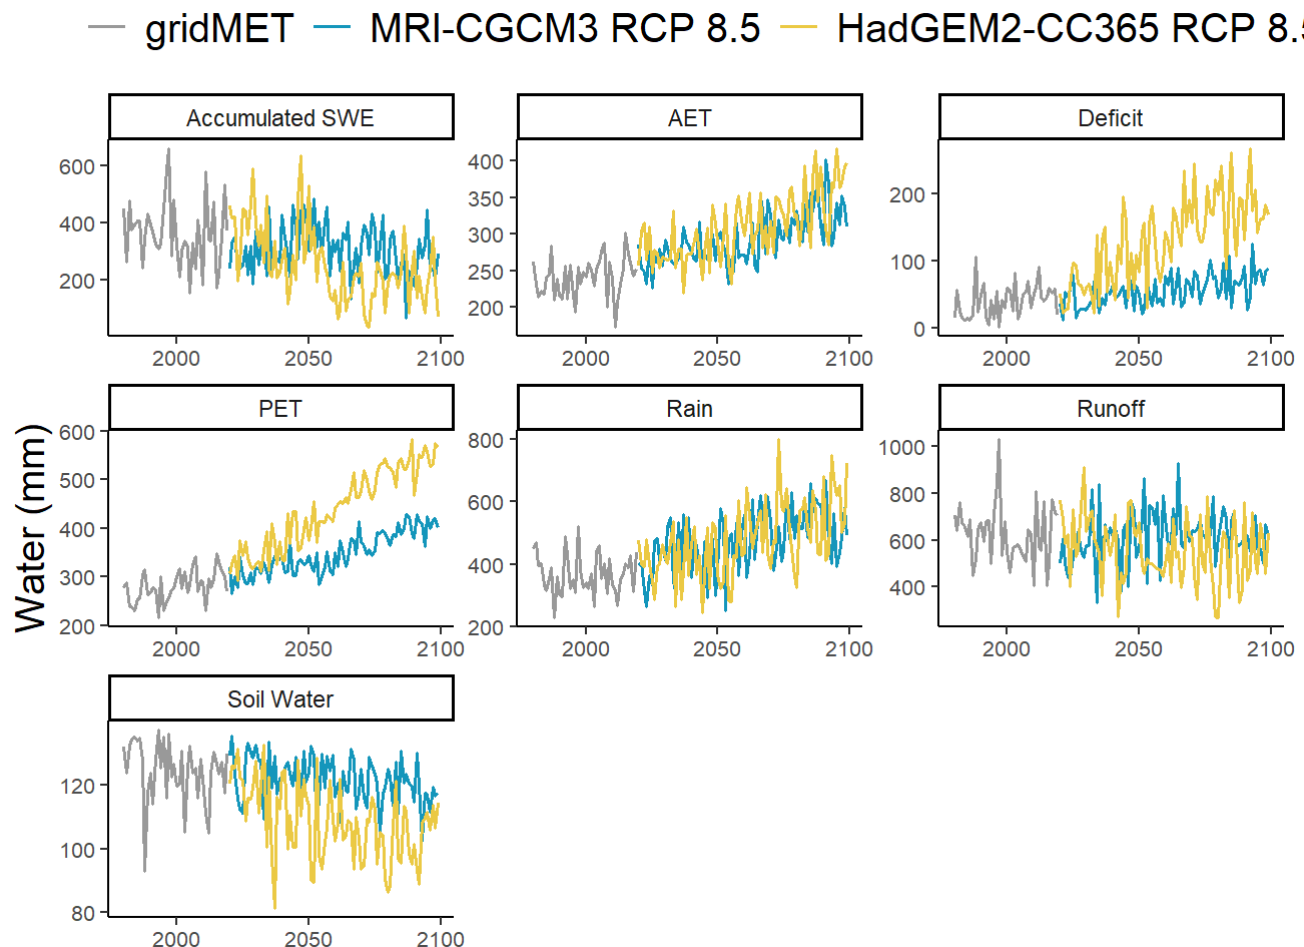 gridMET MRI-CGCM3 RCP 8.5 HadGEM2-CC365 RCP 8.5
Accumulated SWE AET Deficit
600 400 200
400 350 100
200 300 0
250
200
2000 2050 2100 2000 2050 2100 2000 2050 2100
PET Rain Runoff
Water (mm)
600 800 1000
500 600 800
400 400 600
300 200 400
200
2000 2050 2100 2000 2050 2100 2000 2050 2100
Soil Water
120
100
80
2000 2050 2100